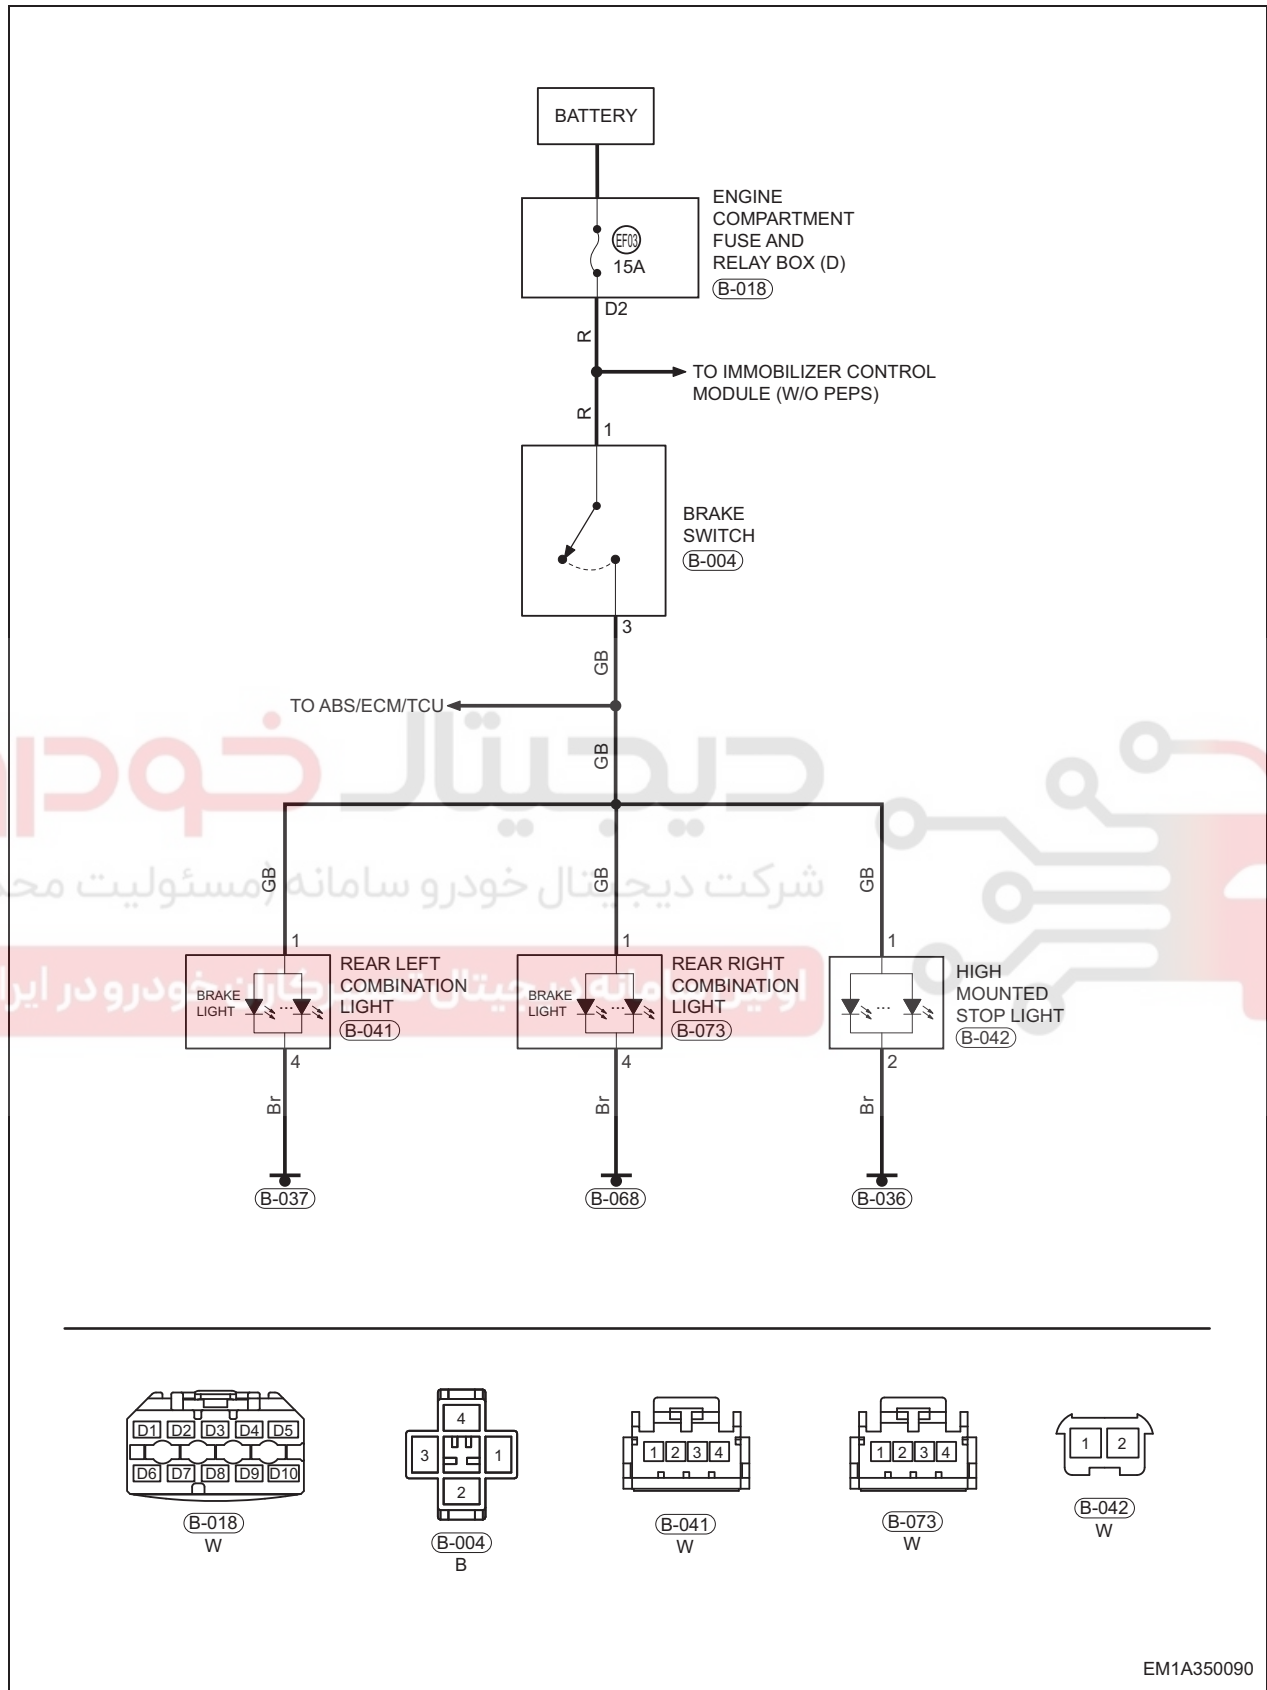 BATTERY
ENGINE
COMPARTMENT
FUSE AND
RELAY BOX (D)
B-018
EF03
15A
D2
R
TO IMMOBILIZER CONTROL
MODULE (W/O PEPS)
R
1
BRAKE
SWITCH
B-004
3
GB
TO ABS/ECM/TCU
GB
دیجیتال خودرو
شرکت دیجیتال خودرو سامانه (مسئولیت
GB
GB
GB
1
1
1
اولین
خودرو در
REAR LEFT
COMBINATION
LIGHT
B-041
BRAKE
LIGHT
REAR RIGHT
COMBINATION
LIGHT
B-073
BRAKE
LIGHT
HIGH
MOUNTED
STOP LIGHT
B-042
4
4
2
Br
Br
Br
B-037
B-068
B-036
D1 D2 D3 D4 D5
D6 D7 D8 D9 D10
B-018
W
4
3 1
2
B-004
B
1 2 3 4
B-041
W
1 2 3 4
B-073
W
1 2
B-042
W
EM1A350090